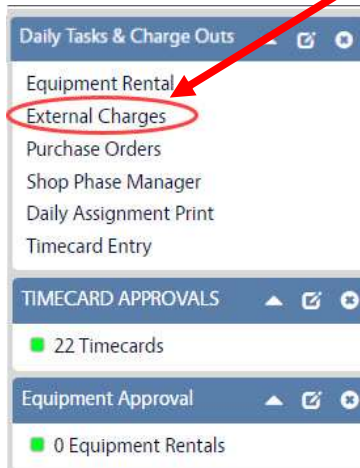 Daily Tasks & Charge Outs
Equipment Rental
External Charges
Purchase Orders
Shop Phase Manager
Daily Assignment Print
Timecard Entry
TIMECARD APPROVALS
22 Timecards
Equipment Approval
0 Equipment Rentals